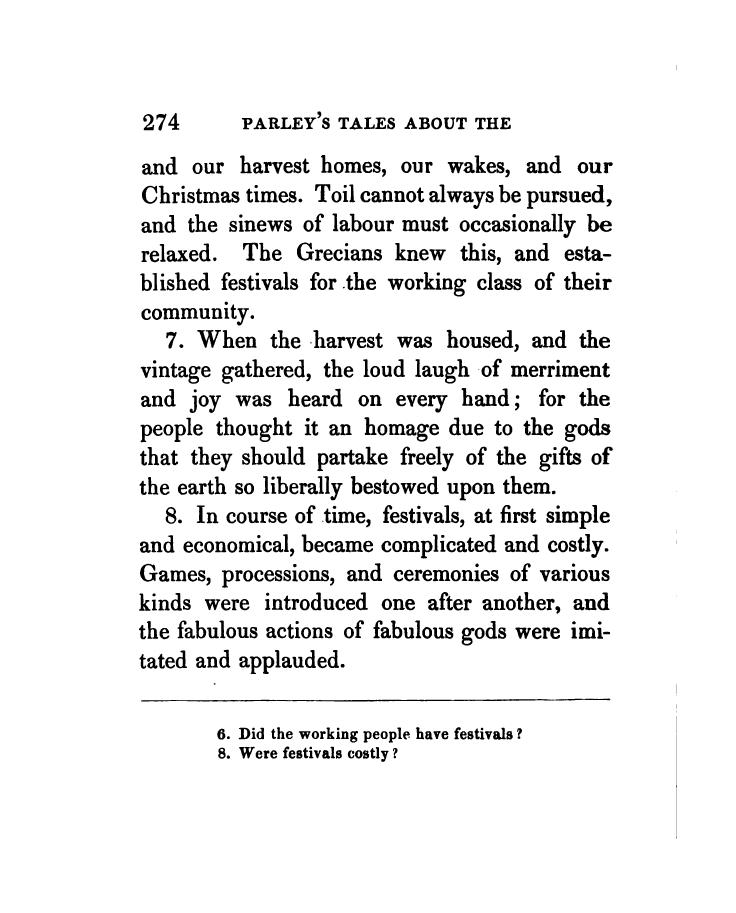 274 PARLEY'S TALES ABOUT THE
and our harvest homes, our wakes, and our
Christmas times. Toil cannot always be pursued,
and the sinews of labour must occasionally be
relaxed. The Grecians knew this, and esta-
blished festivals for the working class of their
community.
7. When the harvest was housed, and the
vintage gathered, the loud laugh of merriment
and joy was heard on every hand; for the
people thought it an homage due to the gods
that they should partake freely of the gifts of
the earth so liberally bestowed upon them.
8. In course of time, festivals, at first simple
and economical, became complicated and costly.
Games, processions, and ceremonies of various
kinds were introduced one after another, and
the fabulous actions of fabulous gods were imi-
tated and applauded.
6. Did the working people have festivals?
8. Were festivals costly?